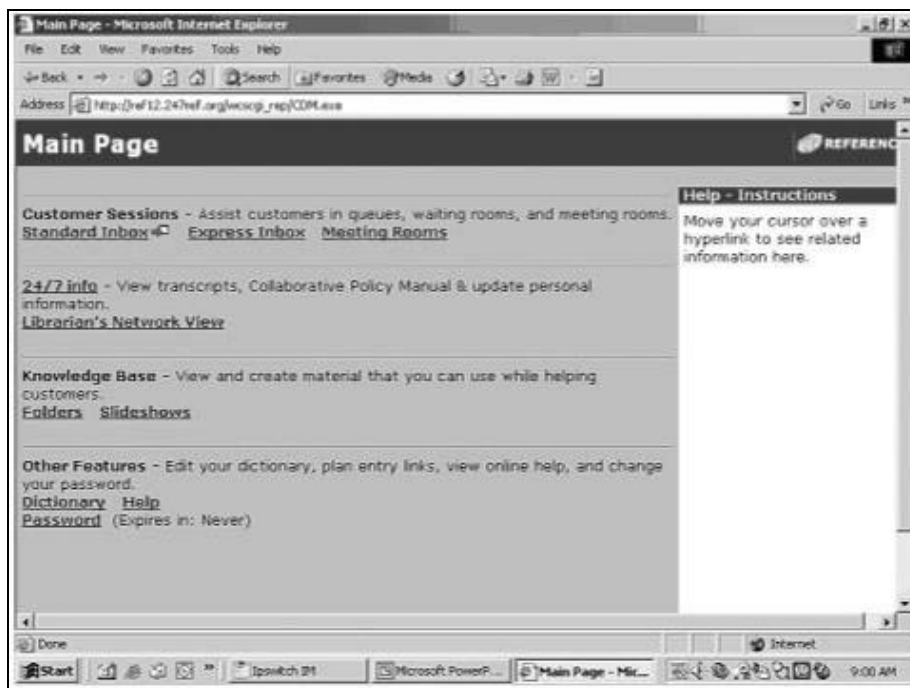 Main Page - Microsoft Internet Explorer
File Edit View Favorites Tools Help
Back Search Favorites Media
Address http://ref12.247ref.org/wcscgi_rep/CDM.exe Go Links
Main Page REFERENC
Customer Sessions - Assist customers in queues, waiting rooms, and meeting rooms.
Standard Inbox Express Inbox Meeting Rooms
24/7 info - View transcripts, Collaborative Policy Manual & update personal
information.
Librarian's Network View
Knowledge Base - View and create material that you can use while helping
customers.
Folders Slideshows
Other Features - Edit your dictionary, plan entry links, view online help, and change
your password.
Dictionary Help
Password (Expires in: Never)
Help - Instructions
Move your cursor over a
hyperlink to see related
information here.
Done Internet
Start Ipswitch IM Microsoft PowerP... Main Page - Mic... 9:00 AM